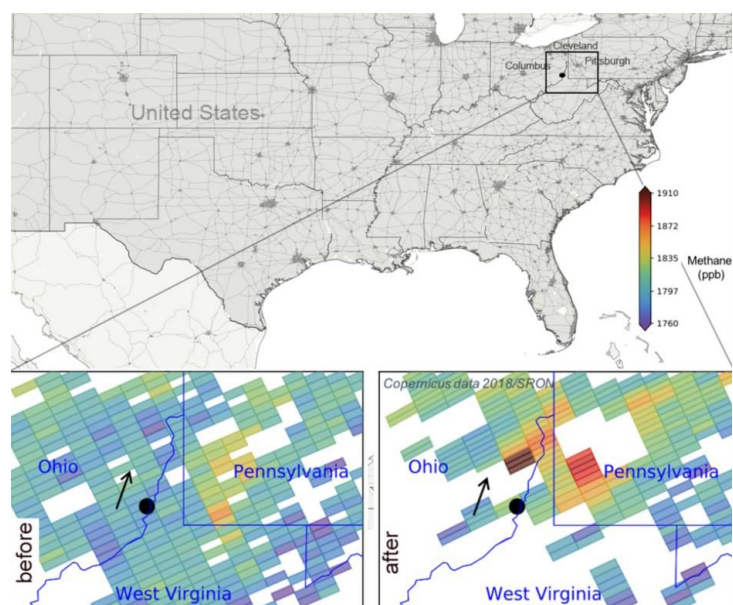 Cleveland
Columbus
Pittsburgh
United States
1910
1872
1835
1797
1760
Methane
(ppb)
before
Ohio
Pennsylvania
West Virginia
Copernicus data 2018/SRON
after
Ohio
Pennsylvania
West Virginia